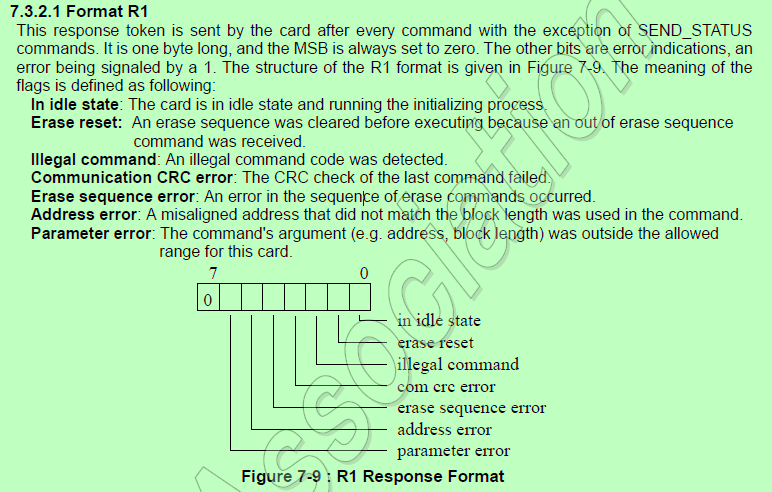 7.3.2.1 Format R1
This response token is sent by the card after every command with the exception of SEND_STATUS
commands. It is one byte long, and the MSB is always set to zero. The other bits are error indications, an
error being signaled by a 1. The structure of the R1 format is given in Figure 7-9. The meaning of the
flags is defined as following:
In idle state: The card is in idle state and running the initializing process.
Erase reset: An erase sequence was cleared before executing because an out of erase sequence
command was received.
Illegal command: An illegal command code was detected.
Communication CRC error: The CRC check of the last command failed.
Erase sequence error: An error in the sequence of erase commands occurred.
Address error: A misaligned address that did not match the block length was used in the command.
Parameter error: The command's argument (e.g. address, block length) was outside the allowed
range for this card.
7 0
0
in idle state
erase reset
illegal command
com crc error
erase sequence error
address error
parameter error
Figure 7-9 : R1 Response Format
Association